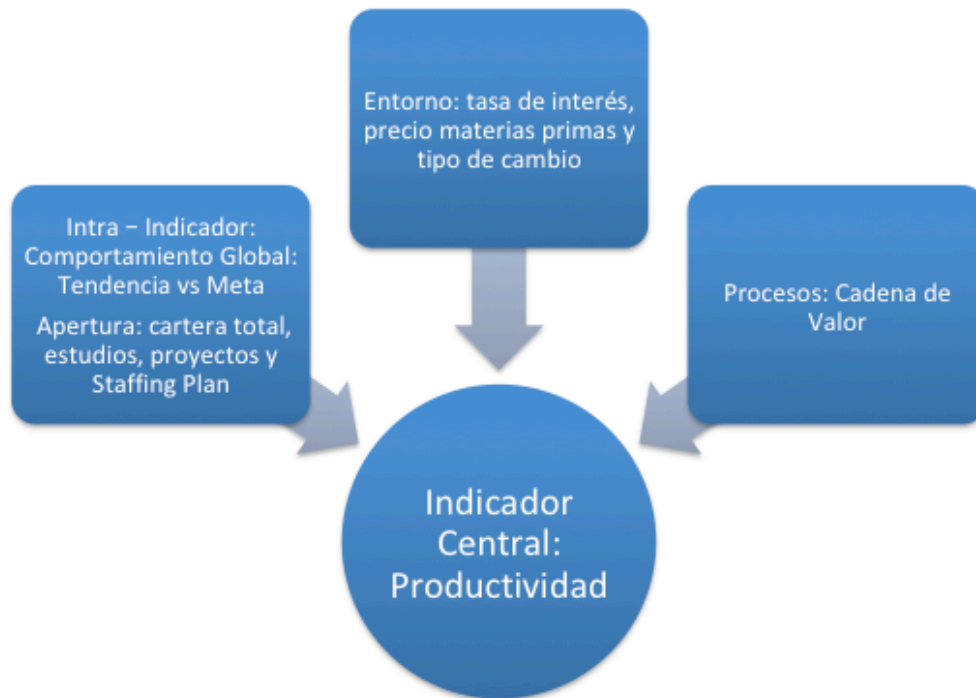 Entorno: tasa de interés,
precio materias primas y
tipo de cambio
Intra – Indicador:
Comportamiento Global:
Tendencia vs Meta
Apertura: cartera total,
estudios, proyectos y
Staffing Plan
Procesos: Cadena de
Valor
Indicador
Central:
Productividad